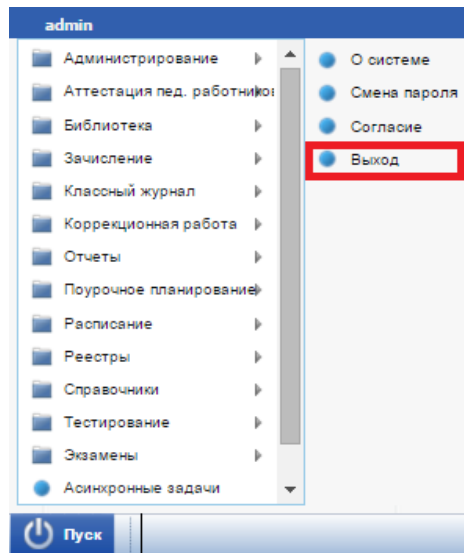 admin
Администрирование
Аттестация пед. работников
Библиотека
Зачисление
Классный журнал
Коррекционная работа
Отчеты
Поурочное планирование
Расписание
Реестры
Справочники
Тестирование
Экзамены
Асинхронные задачи
О системе
Смена пароля
Согласие
Выход
Пуск